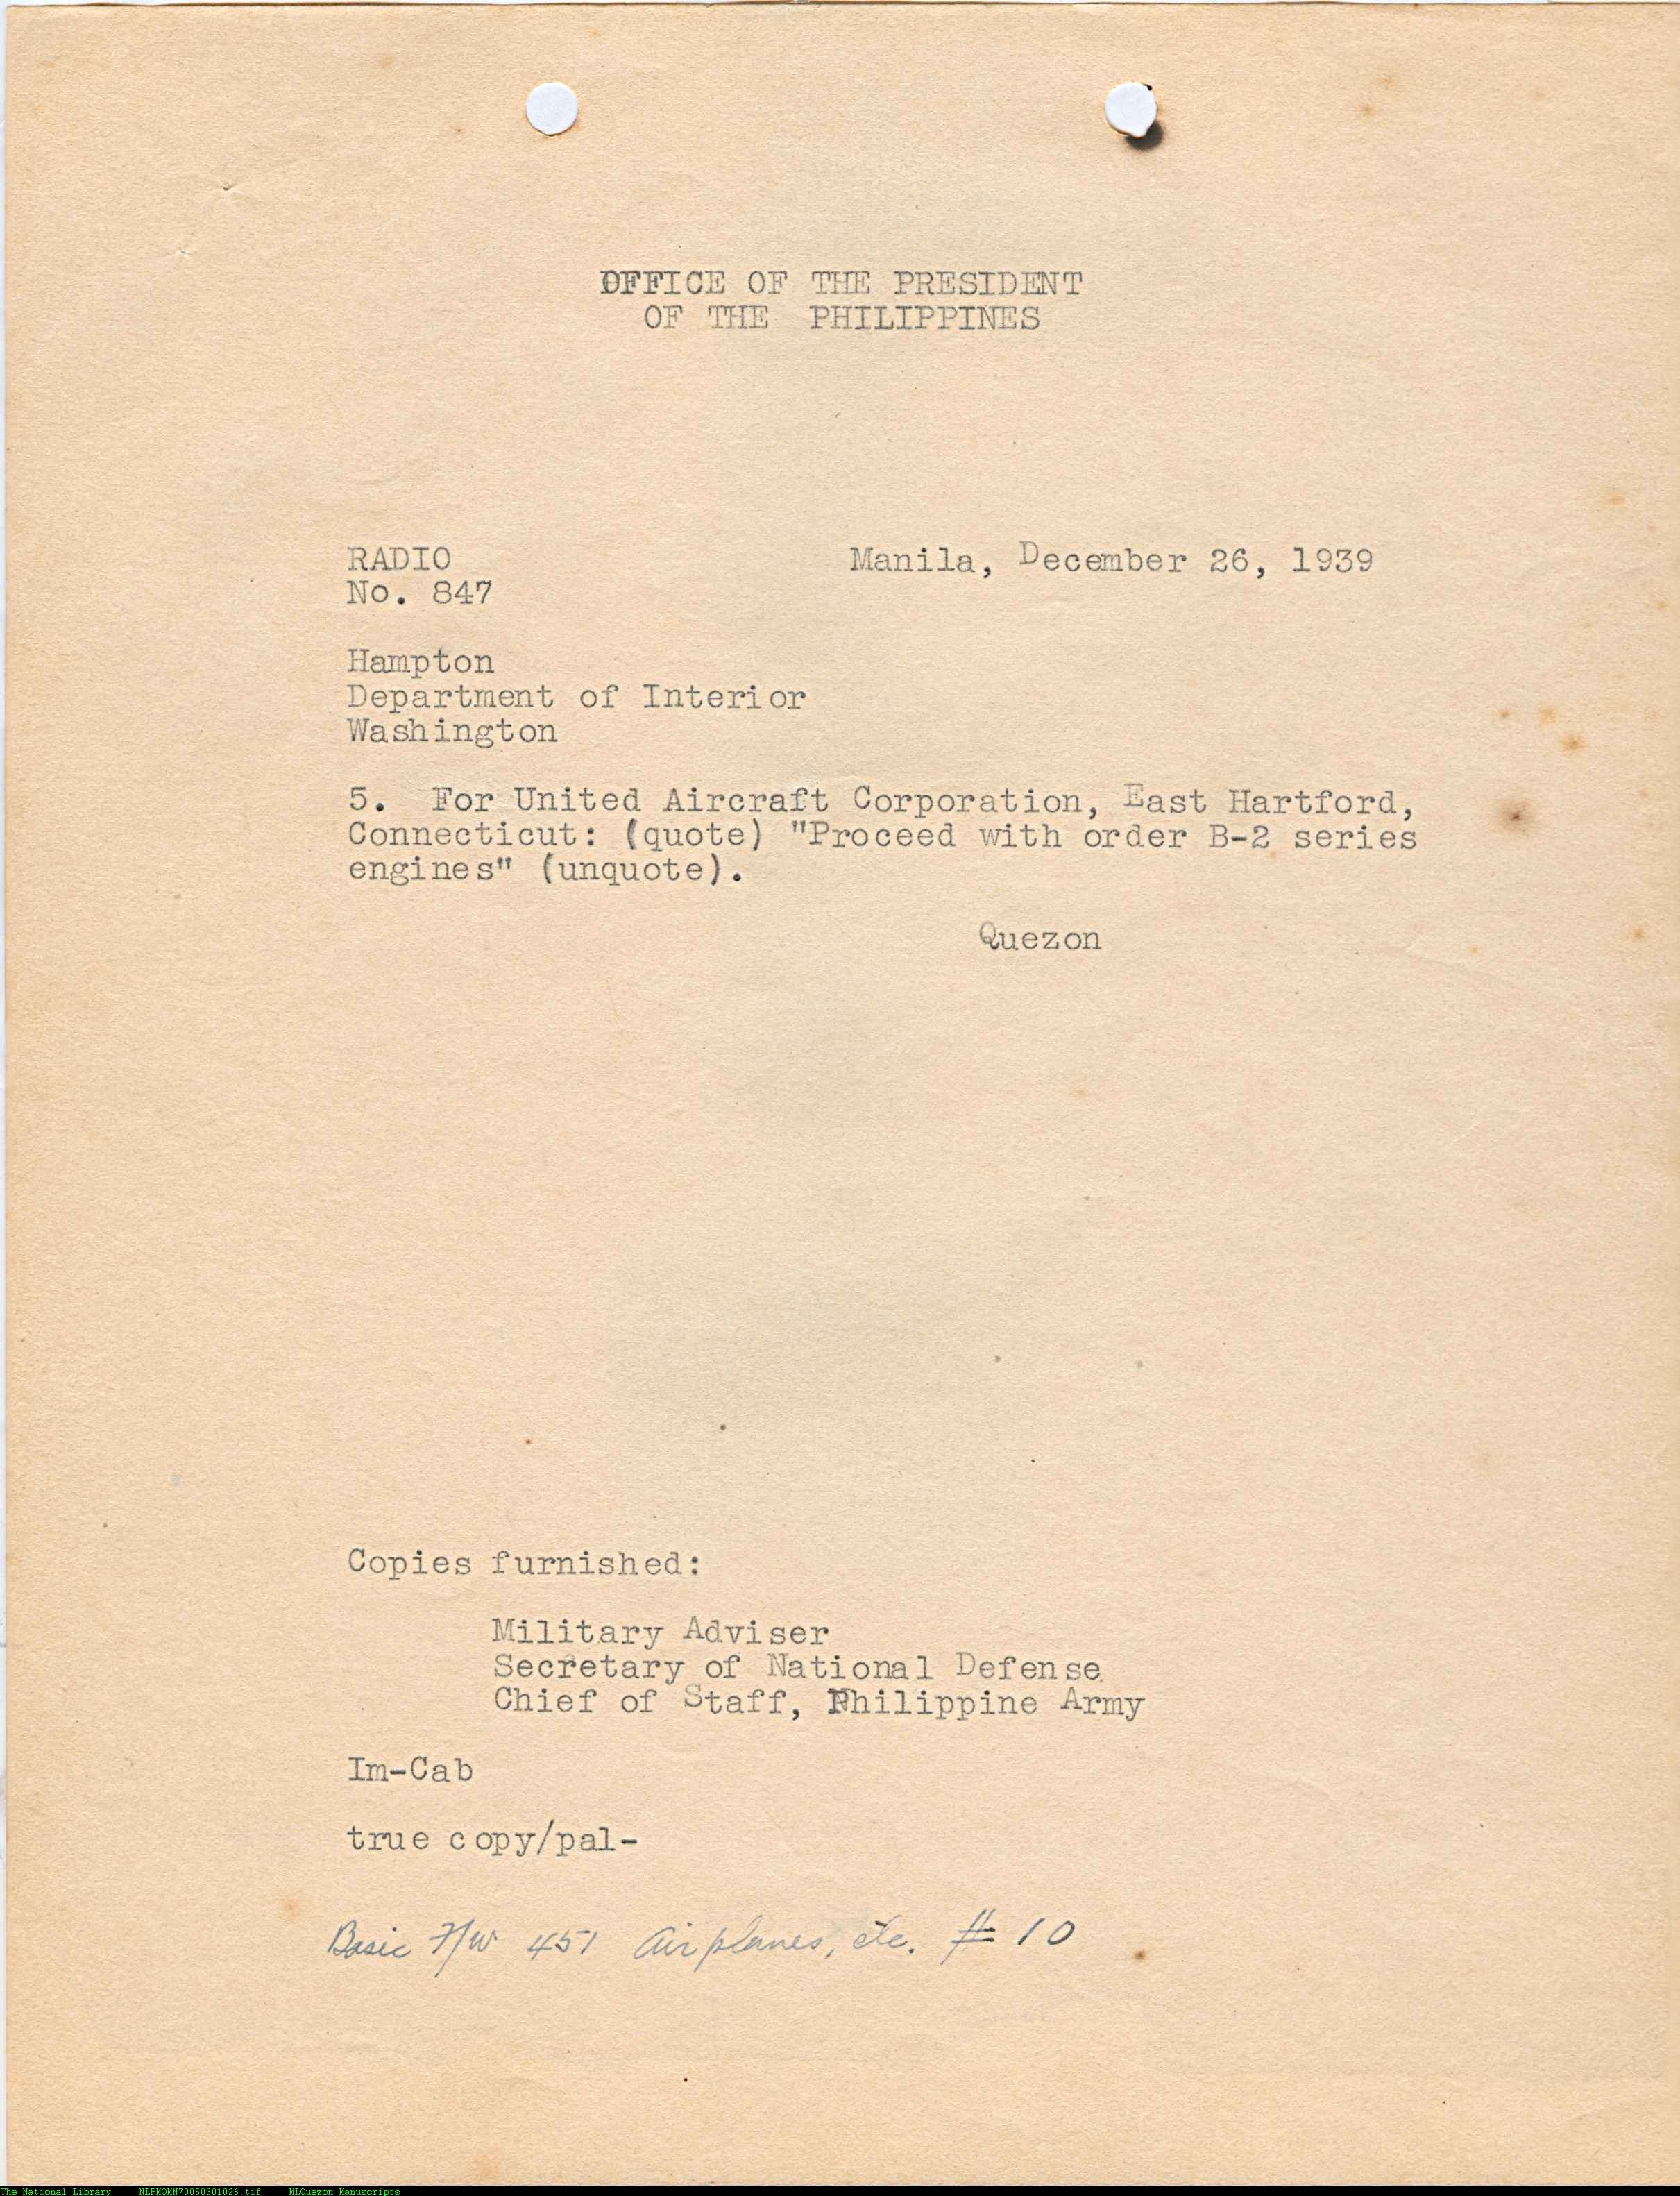 OFFICE OF THE PRESIDENT
OF THE PHILIPPINES
RADIO
No. 847
Manila, December 26, 1939
Hampton
Department of Interior
Washington
5. For United Aircraft Corporation, East Hartford,
Connecticut: (quote) "Proceed with order B-2 series
engines" (unquote).
Quezon
Copies furnished:
Military Adviser
Secretary of National Defense
Chief of Staff, Philippine Army
Im-Cab
true copy/pal-
Basic F/W 451 Airplanes, etc. # 10
The National Library NLPMQMN70050301026.tif MLQuezon Manuscripts